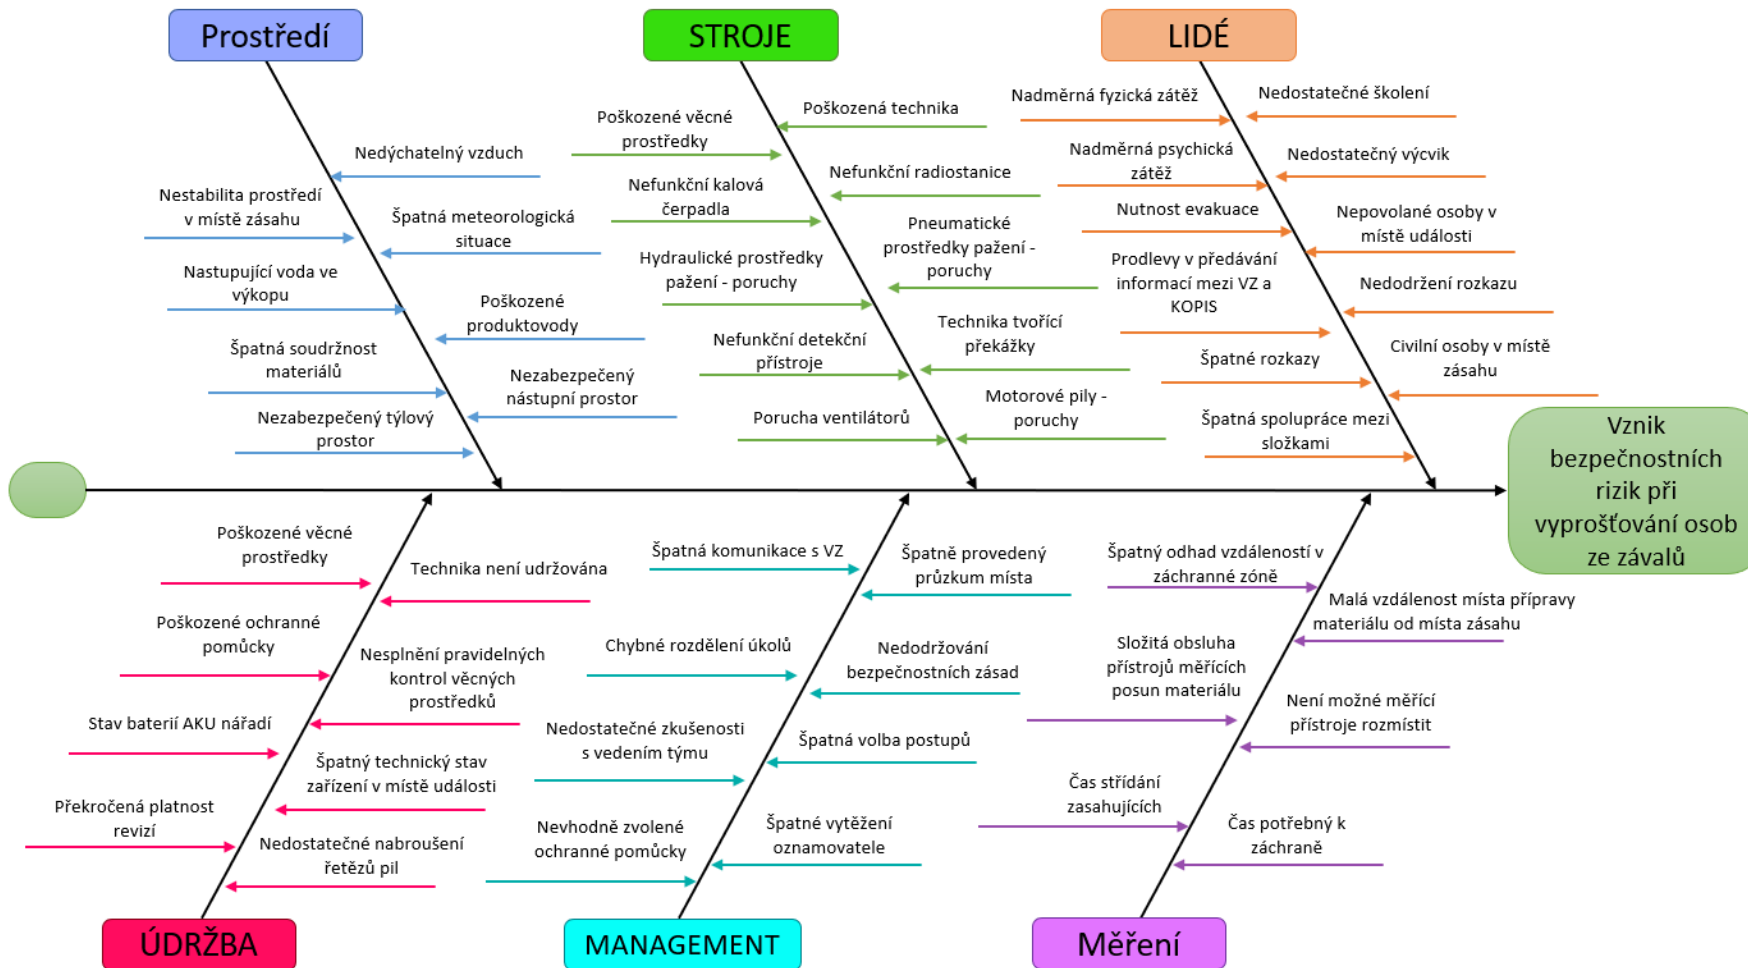 Prostředí
STROJE
LIDÉ
Nedýchatelný vzduch
Nestabilita prostředí
v místě zásahu
Špatná meteorologická
situace
Nastupující voda ve
výkopu
Poškozené
produktovody
Špatná soudržnost
materiálů
Nezabezpečený
nástupní prostor
Nezabezpečený týlový
prostor
Poškozená technika
Poškozené věcné
prostředky
Nefunkční radiostanice
Nefunkční kalová
čerpadla
Pneumatické
prostředky pažení -
poruchy
Hydraulické prostředky
pažení - poruchy
Technika tvořící
překážky
Nefunkční detekční
přístroje
Motorové pily -
poruchy
Porucha ventilátorů
Nadměrná fyzická zátěž
Nedostatečné školení
Nadměrná psychická
zátěž
Nedostatečný výcvik
Nutnost evakuace
Nepovolané osoby v
místě události
Prodlevy v předávání
informací mezi VZ a
KOPIS
Nedodržení rozkazu
Špatné rozkazy
Civilní osoby v místě
zásahu
Špatná spolupráce mezi
složkami
Vznik
bezpečnostních
rizik při
vyprošťování osob
ze závalů
Poškozené věcné
prostředky
Technika není udržována
Poškozené ochranné
pomůcky
Nesplnění pravidelných
kontrol věcných
prostředků
Stav baterií AKU nářadí
Špatný technický stav
zařízení v místě události
Překročená platnost
revizí
Nedostatečné nabroušení
řetězů pil
Špatná komunikace s VZ
Špatně provedený
průzkum místa
Chybné rozdělení úkolů
Nedodržování
bezpečnostních zásad
Nedostatečné zkušenosti
s vedením týmu
Špatná volba postupů
Nevhodně zvolené
ochranné pomůcky
Špatné vytěžení
oznamovatele
Špatný odhad vzdáleností v
záchranné zóně
Malá vzdálenost místa přípravy
materiálu od místa zásahu
Složitá obsluha
přístrojů měřících
posun materiálu
Není možné měřící
přístroje rozmístit
Čas střídání
zasahujících
Čas potřebný k
záchraně
ÚDRŽBA
MANAGEMENT
Měření